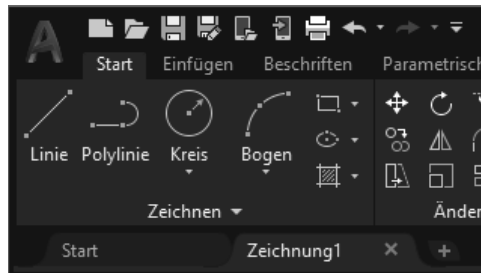 Start Einfügen Beschriften Parametrisch
Linie Polylinie Kreis Bogen
Zeichnen Änder
Start Zeichnung1